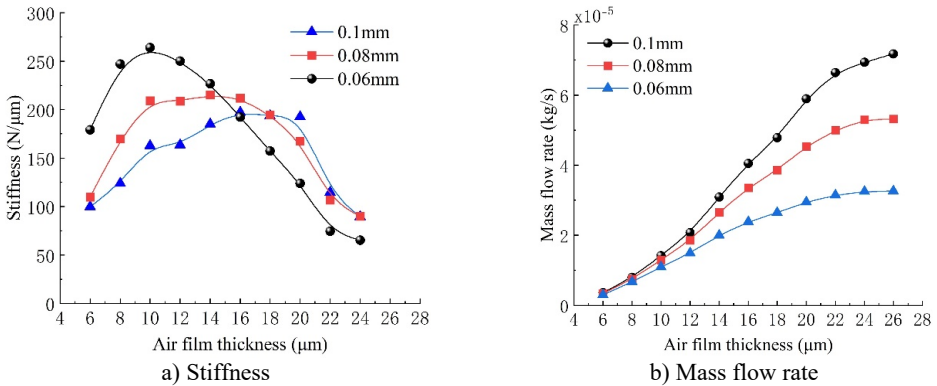 300
250
200
150
100
50
0
Stiffness (N/μm)
0.1mm
0.08mm
0.06mm
4 6 8 10 12 14 16 18 20 22 24 26 28
Air film thickness (μm)
a) Stiffness
×10⁻⁵
8
6
4
2
0
Mass flow rate (kg/s)
0.1mm
0.08mm
0.06mm
4 6 8 10 12 14 16 18 20 22 24 26 28
Air film thickness (μm)
b) Mass flow rate